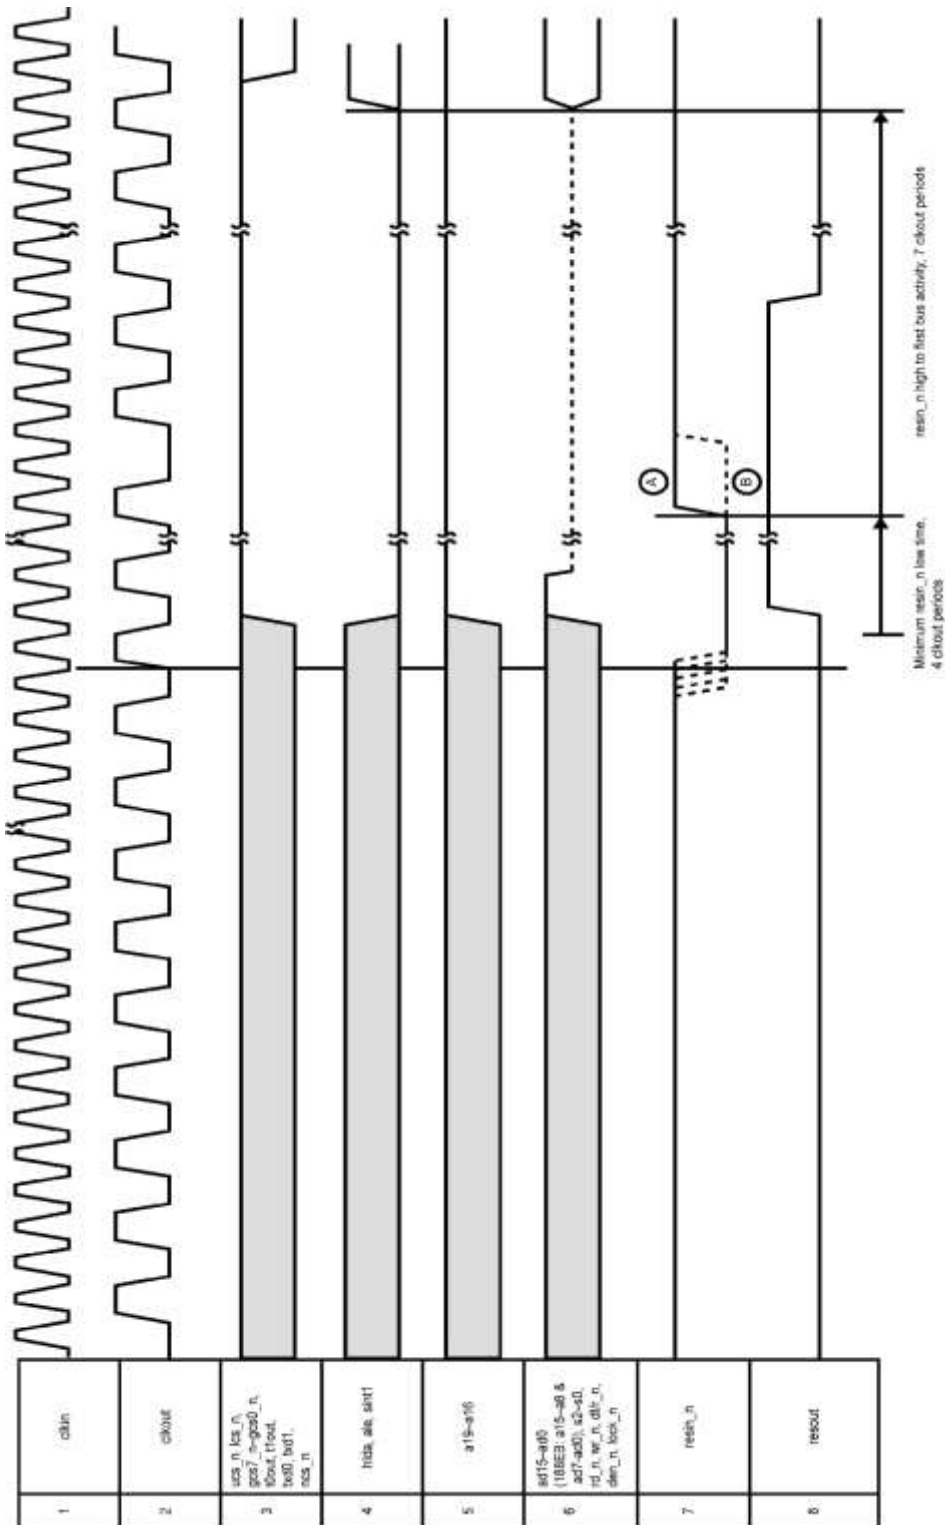 1
clkin
2
clkout
3
ucs_n, lcs_n,
gcs7_n-gcs0_n,
t0out, t1out,
txd0, txd1,
ncs_n
4
hlda, ale, sint1
5
a19–a16
6
ad15–ad0
(188EB: a15–a8 &
ad7-ad0), s2–s0,
rd_n, wr_n, dt/r_n,
den_n, lock_n
7
resin_n
8
resout
A
B
Minimum resin_n low time,
4 clkout periods
resin_n high to first bus activity, 7 clkout periods